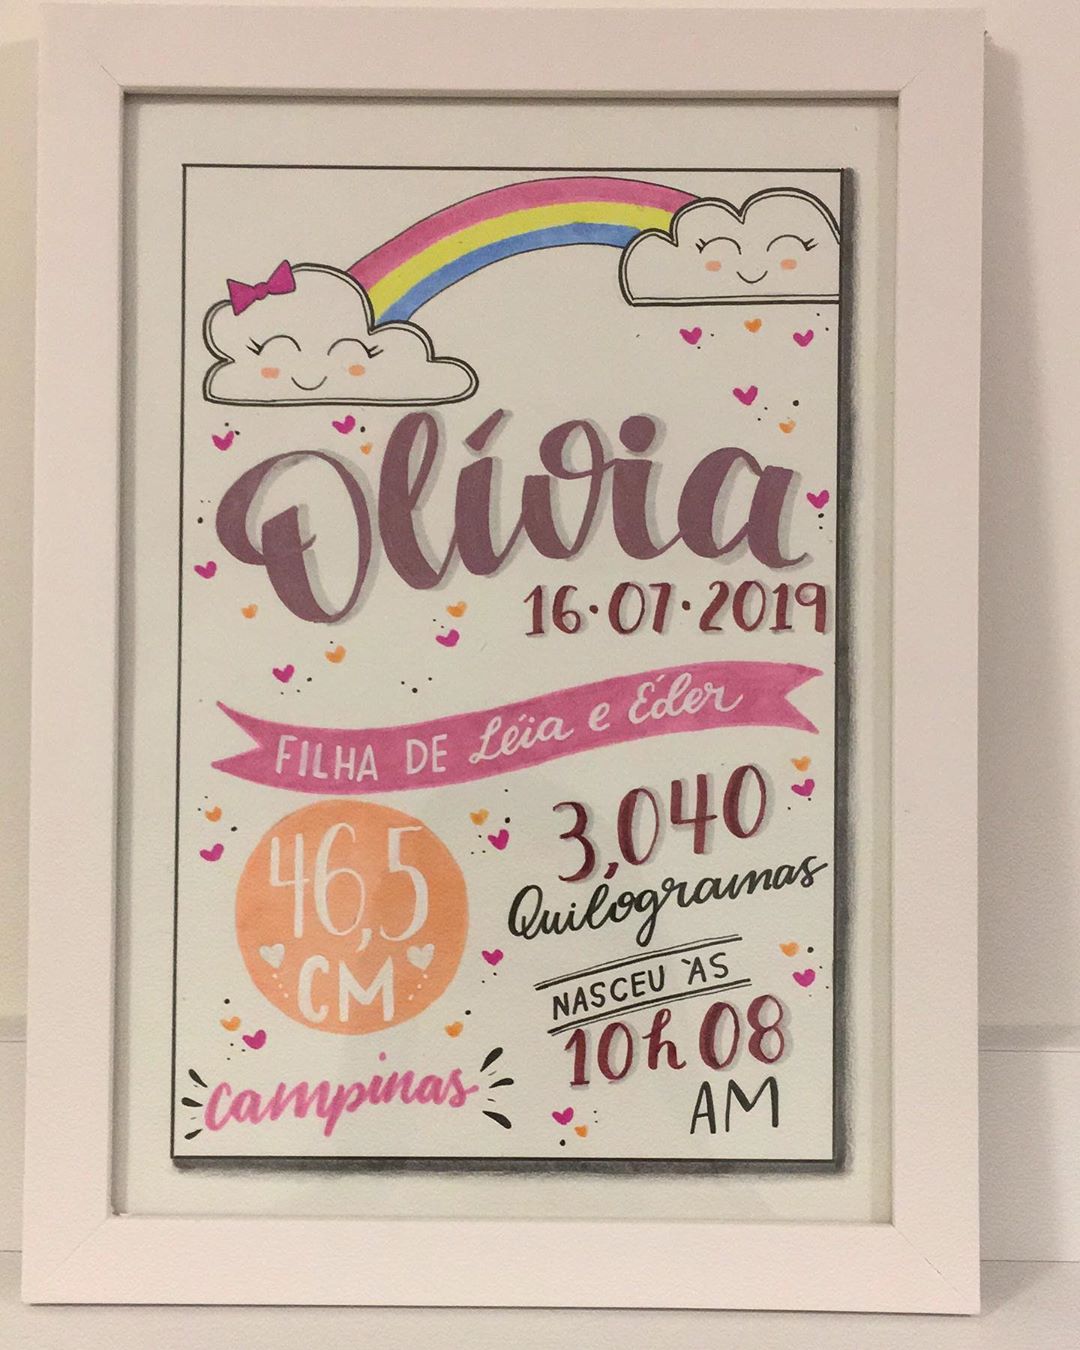 Olívia
16·07·2019
FILHA DE Léia e Éder
46,5
CM
3,040
Quilogramas
NASCEU ÀS
10h08
AM
Campinas